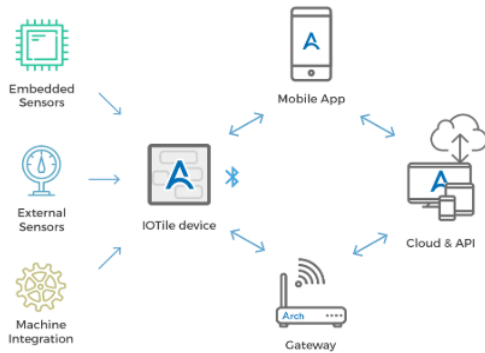 Embedded
Sensors
Mobile App
External
Sensors
IOTile device
Cloud & API
Machine
Integration
Arch
Gateway